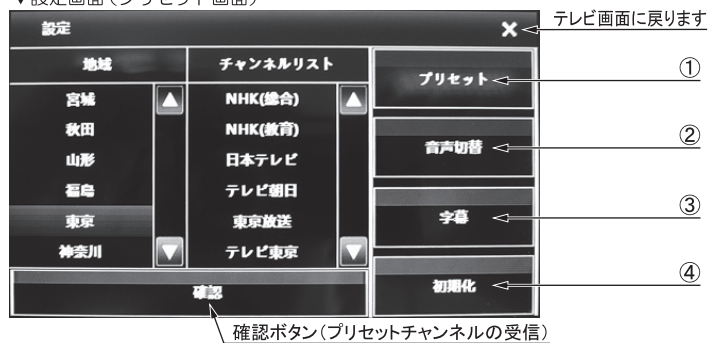 ▼設定画面(プリセット画面)
設定
テレビ画面に戻ります
地域 チャンネルリスト
プリセット ①
宮城 NHK(総合)
秋田 NHK(教育)
音声切替 ②
山形 日本テレビ
福島 テレビ朝日
字幕 ③
東京 東京放送
神奈川 テレビ東京
初期化 ④
確認
確認ボタン(プリセットチャンネルの受信)